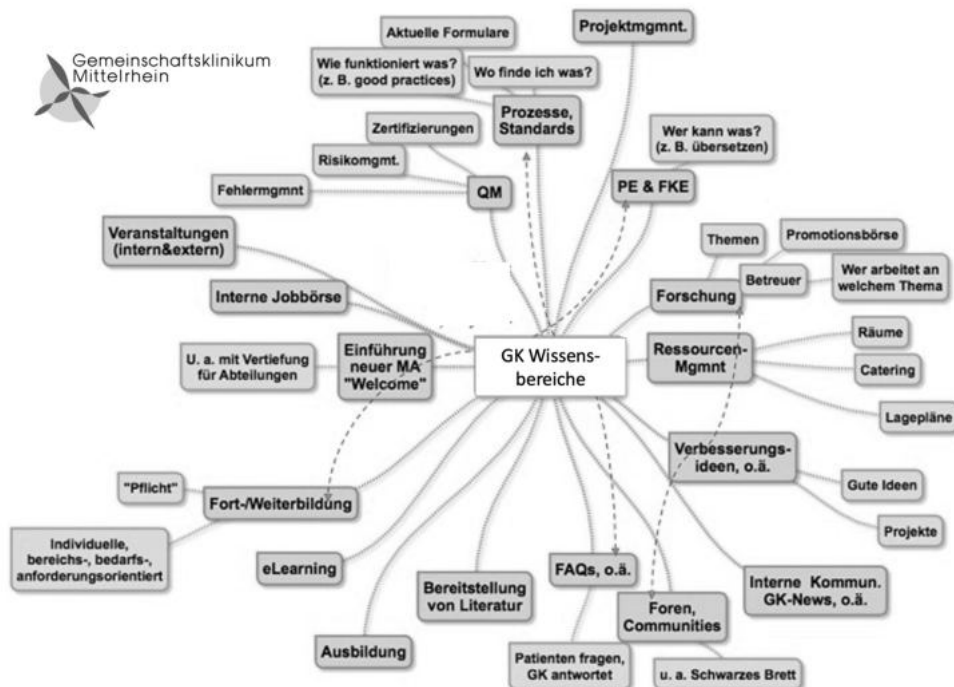 Gemeinschaftsklinikum
Mittelrhein
Aktuelle Formulare
Projektmgmnt.
Wie funktioniert was?
(z. B. good practices)
Wo finde ich was?
Prozesse,
Standards
Zertifizierungen
Wer kann was?
(z. B. übersetzen)
Risikomgmt.
Fehlermgmnt
QM
PE & FKE
Veranstaltungen
(intern&extern)
Themen
Promotionsbörse
Betreuer
Wer arbeitet an
welchem Thema
Interne Jobbörse
Forschung
U. a. mit Vertiefung
für Abteilungen
Einführung
neuer MA
"Welcome"
GK Wissens-
bereiche
Ressourcen-
Mgmnt
Räume
Catering
Lagepläne
Verbesserungs-
ideen, o.ä.
Gute Ideen
Projekte
"Pflicht"
Fort-/Weiterbildung
Individuelle,
bereichs-, bedarfs-,
anforderungsorientiert
eLearning
Bereitstellung
von Literatur
FAQs, o.ä.
Interne Kommun.
GK-News, o.ä.
Foren,
Communities
Ausbildung
Patienten fragen,
GK antwortet
u. a. Schwarzes Brett